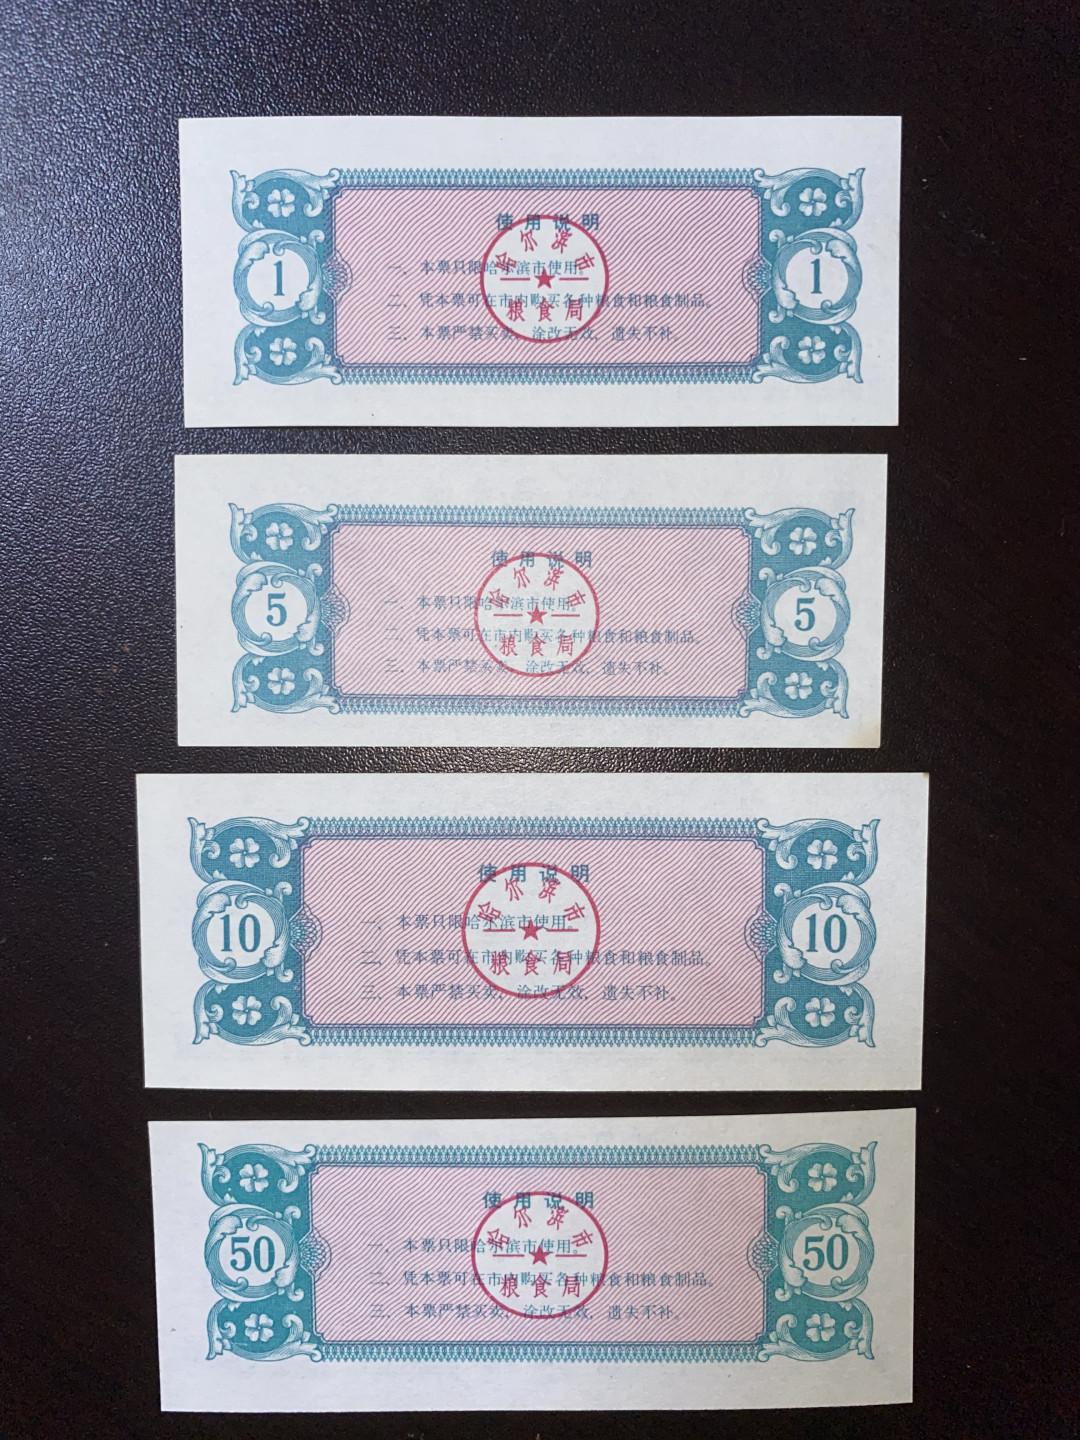 使用说明
哈尔滨市
1 一、本票只限哈尔滨市使用。 1
二、凭本票可在市内购买各种粮食和粮食制品。
粮食局
三、本票严禁买卖，涂改无效，遗失不补。
使用说明
哈尔滨市
5 一、本票只限哈尔滨市使用。 5
二、凭本票可在市内购买各种粮食和粮食制品。
粮食局
三、本票严禁买卖，涂改无效，遗失不补。
使用说明
哈尔滨市
10 一、本票只限哈尔滨市使用。 10
二、凭本票可在市内购买各种粮食和粮食制品。
粮食局
三、本票严禁买卖，涂改无效，遗失不补。
使用说明
哈尔滨市
50 一、本票只限哈尔滨市使用。 50
二、凭本票可在市内购买各种粮食和粮食制品。
粮食局
三、本票严禁买卖，涂改无效，遗失不补。